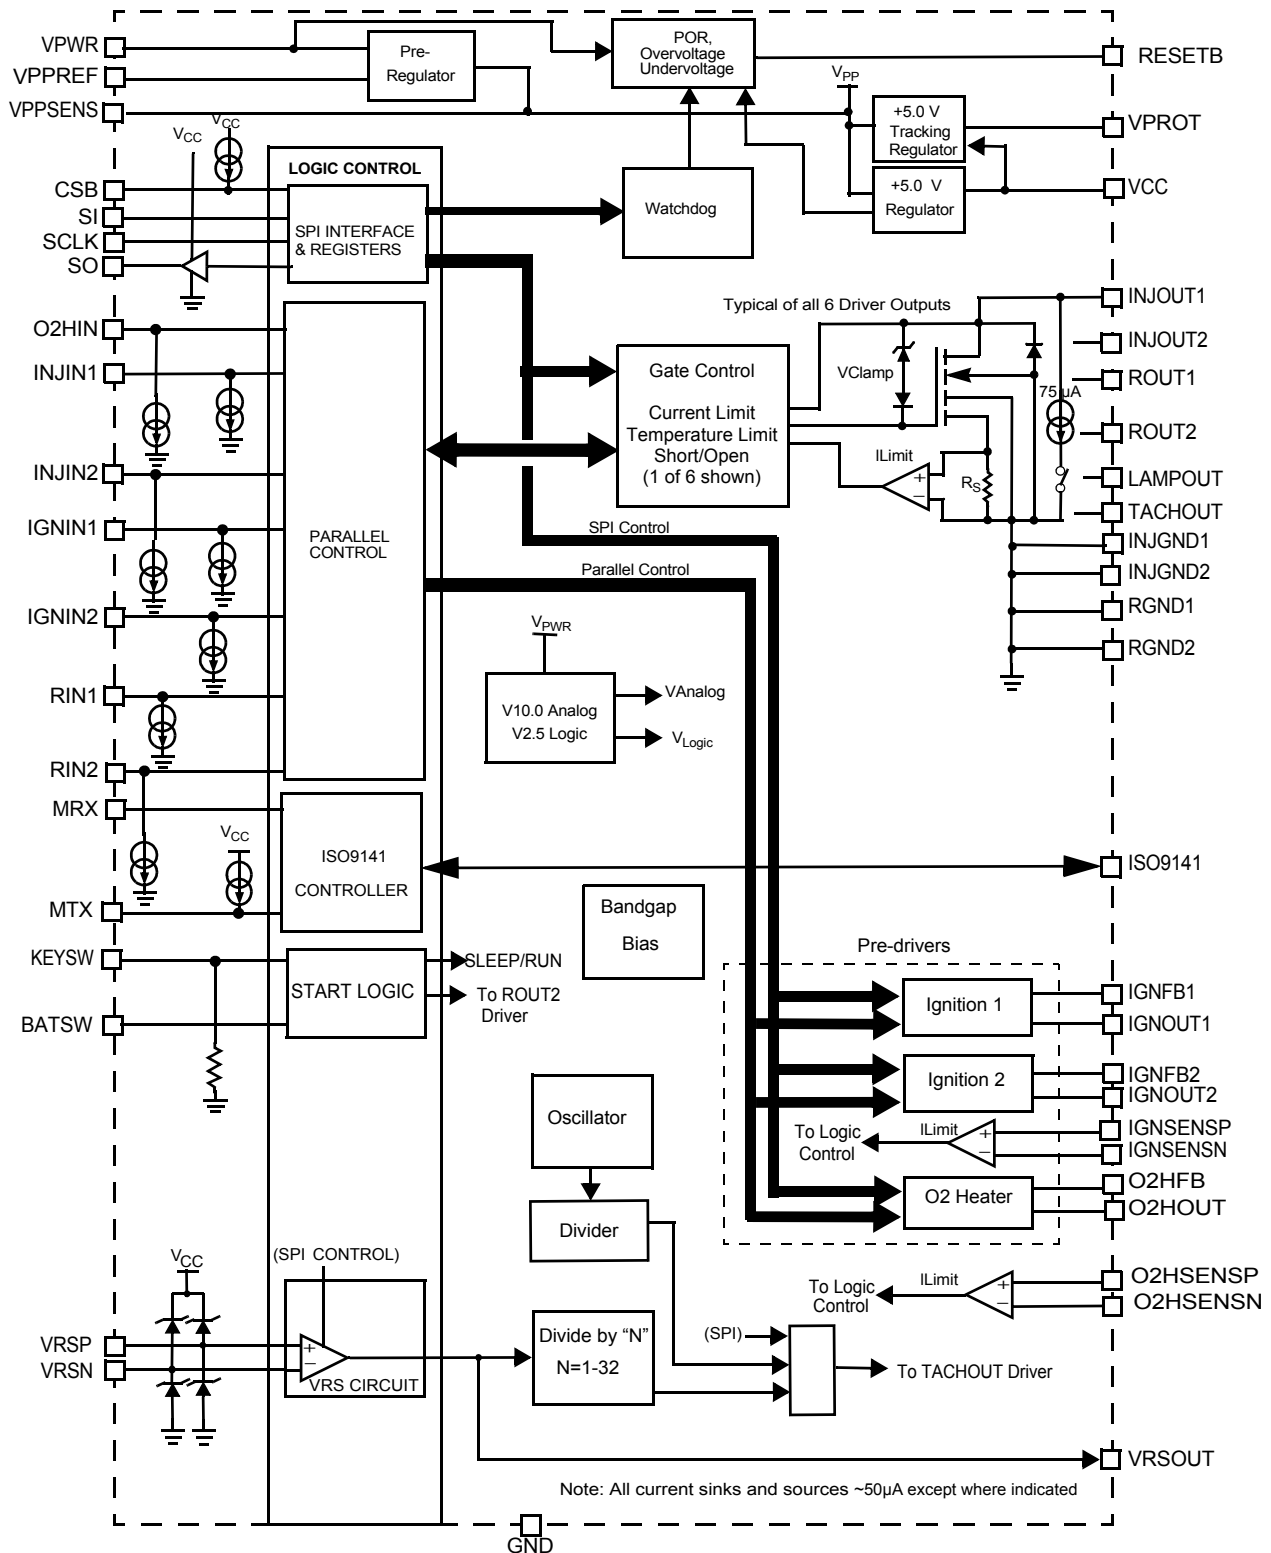 VPWR
VPPREF
VPPSENS
Pre-
Regulator
POR,
Overvoltage
Undervoltage
RESETB
VPP
+5.0 V
Tracking
Regulator
VPROT
+5.0 V
Regulator
VCC
VCC
VCC
LOGIC CONTROL
CSB
SI
SCLK
SO
SPI INTERFACE
& REGISTERS
Watchdog
Typical of all 6 Driver Outputs
INJOUT1
INJOUT2
ROUT1
ROUT2
LAMPOUT
TACHOUT
INJGND1
INJGND2
RGND1
RGND2
O2HIN
INJIN1
INJIN2
IGNIN1
IGNIN2
RIN1
RIN2
PARALLEL
CONTROL
Gate Control
Current Limit
Temperature Limit
Short/Open
(1 of 6 shown)
VClamp
75 µA
ILimit
+
−
RS
SPI Control
Parallel Control
VPWR
V10.0 Analog
V2.5 Logic
VAnalog
VLogic
MRX
MTX
VCC
ISO9141
CONTROLLER
ISO9141
Bandgap
Bias
KEYSW
BATSW
START LOGIC
SLEEP/RUN
To ROUT2
Driver
Pre-drivers
Ignition 1
IGNFB1
IGNOUT1
Ignition 2
IGNFB2
IGNOUT2
To Logic
Control
ILimit
+
−
IGNSENSP
IGNSENSN
O2 Heater
O2HFB
O2HOUT
Oscillator
Divider
To Logic
Control
ILimit
+
−
O2HSENSP
O2HSENSN
VCC
(SPI CONTROL)
VRSP
VRSN
+
−
VRS CIRCUIT
Divide by “N”
N=1-32
(SPI)
To TACHOUT Driver
VRSOUT
Note: All current sinks and sources ~50µA except where indicated
GND